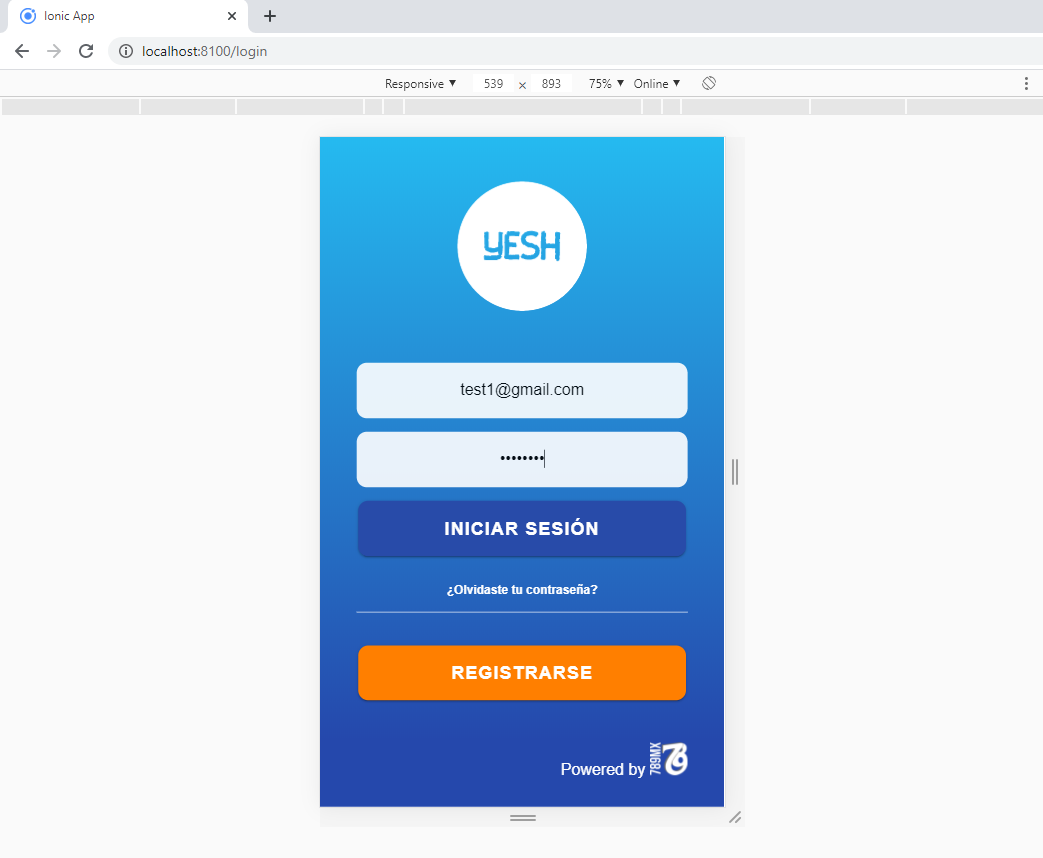 Ionic App
localhost:8100/login
Responsive 539 × 893 75% Online
YESH
test1@gmail.com
••••••••
INICIAR SESIÓN
¿Olvidaste tu contraseña?
REGISTRARSE
Powered by 789MX 789